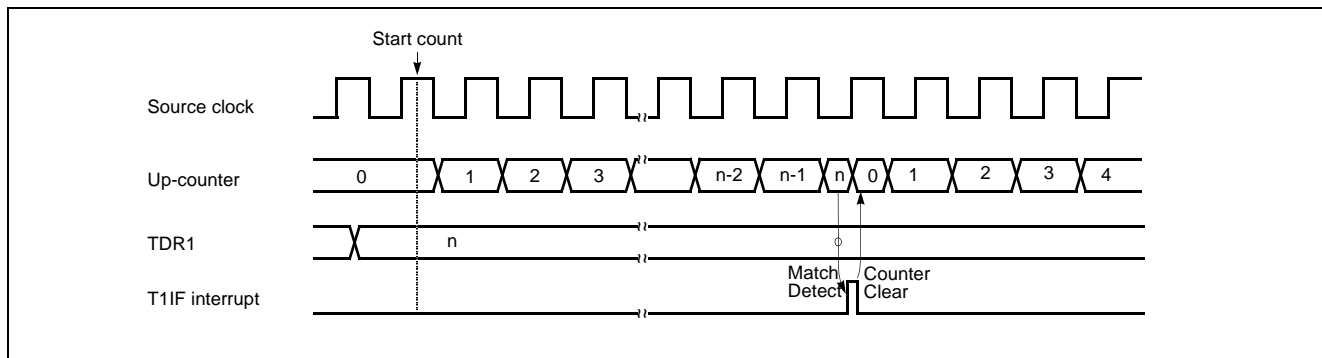 Start count
Source clock
Up-counter
0 1 2 3 n-2 n-1 n 0 1 2 3 4
TDR1
n
Match
Detect
Counter
Clear
T1IF interrupt